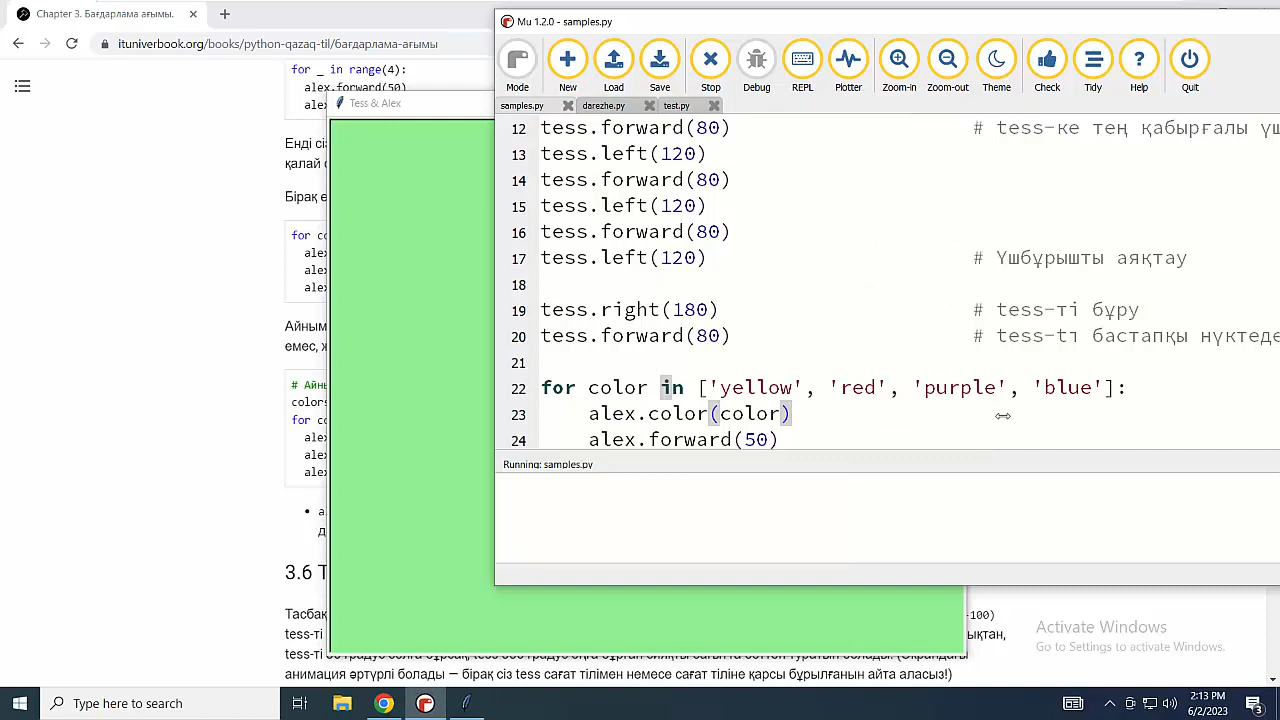 Chapter 3. Бағдарлама ағымы.
ituniverbook.org/books/python-qazaq-til/бағдарлама-ағымы
for _ in range(4):
alex.forward(50)
Tess & Alex
Mu 1.2.0 - samples.py
Mode New Load Save Stop Debug REPL Plotter Zoom-in Zoom-out Theme Check Tidy Help Quit
samples.py darezhe.py test.py
12 tess.forward(80) # tess-ке тең қабырғалы
13 tess.left(120)
14 tess.forward(80)
15 tess.left(120)
16 tess.forward(80)
17 tess.left(120) # Үшбұрышты аяқтау
18
19 tess.right(180) # tess-ті бұру
20 tess.forward(80) # tess-ті бастапқы
21
22 for color in ['yellow', 'red', 'purple', 'blue']:
23 alex.color(color)
24 alex.forward(50)
Running: samples.py
Енді
қалай
Бірақ
for
емес,
colors
for
3.6
-100)
tess-ті
анимация әртүрлі болады — бірақ сіз tess сағат тілімен немесе сағат тіліне қарсы бұрылғанын айта аласыз!)
Activate Windows
Go to Settings to activate Windows.
Type here to search
2:13 PM
6/2/2023
3